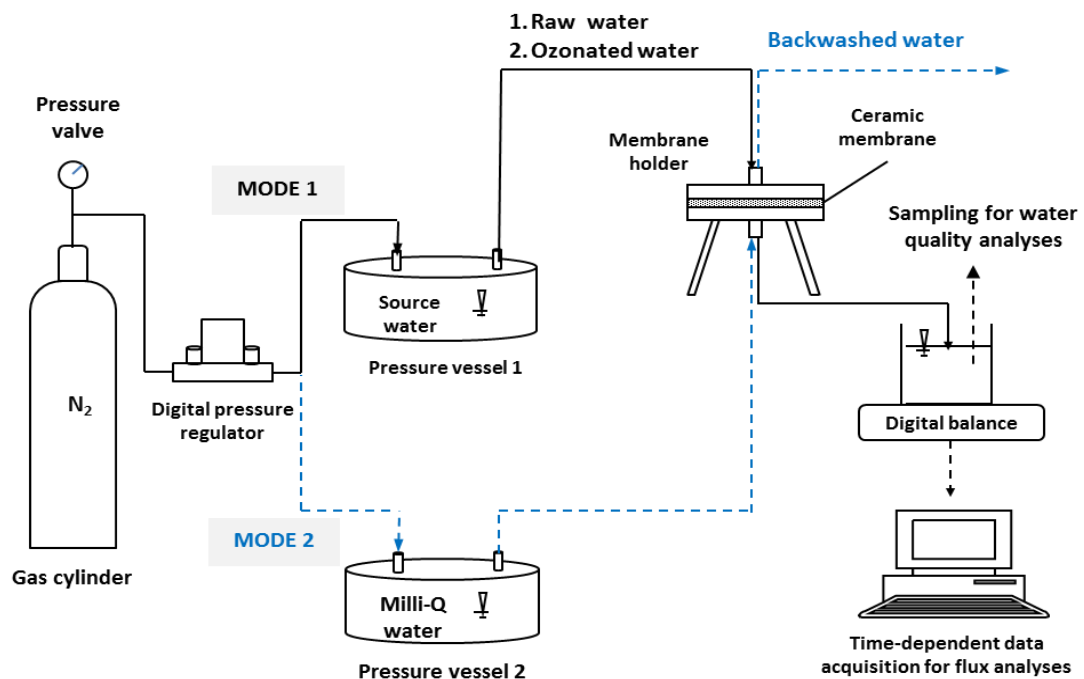 1. Raw water
2. Ozonated water
Backwashed water
Pressure
valve
Ceramic
membrane
Membrane
holder
MODE 1
Sampling for water
quality analyses
Source
water
Pressure vessel 1
N₂
Digital pressure
regulator
Digital balance
MODE 2
Gas cylinder
Milli-Q
water
Pressure vessel 2
Time-dependent data
acquisition for flux analyses